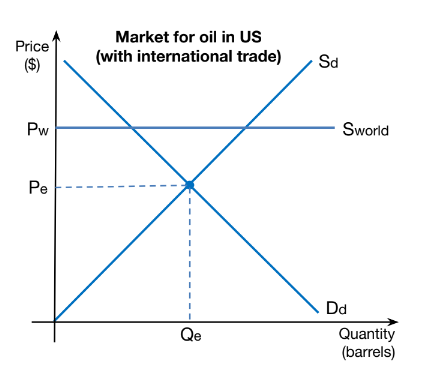 Market for oil in US
(with international trade)
Price
($)
Sd
Pw
Sworld
Pe
Dd
Qe
Quantity
(barrels)